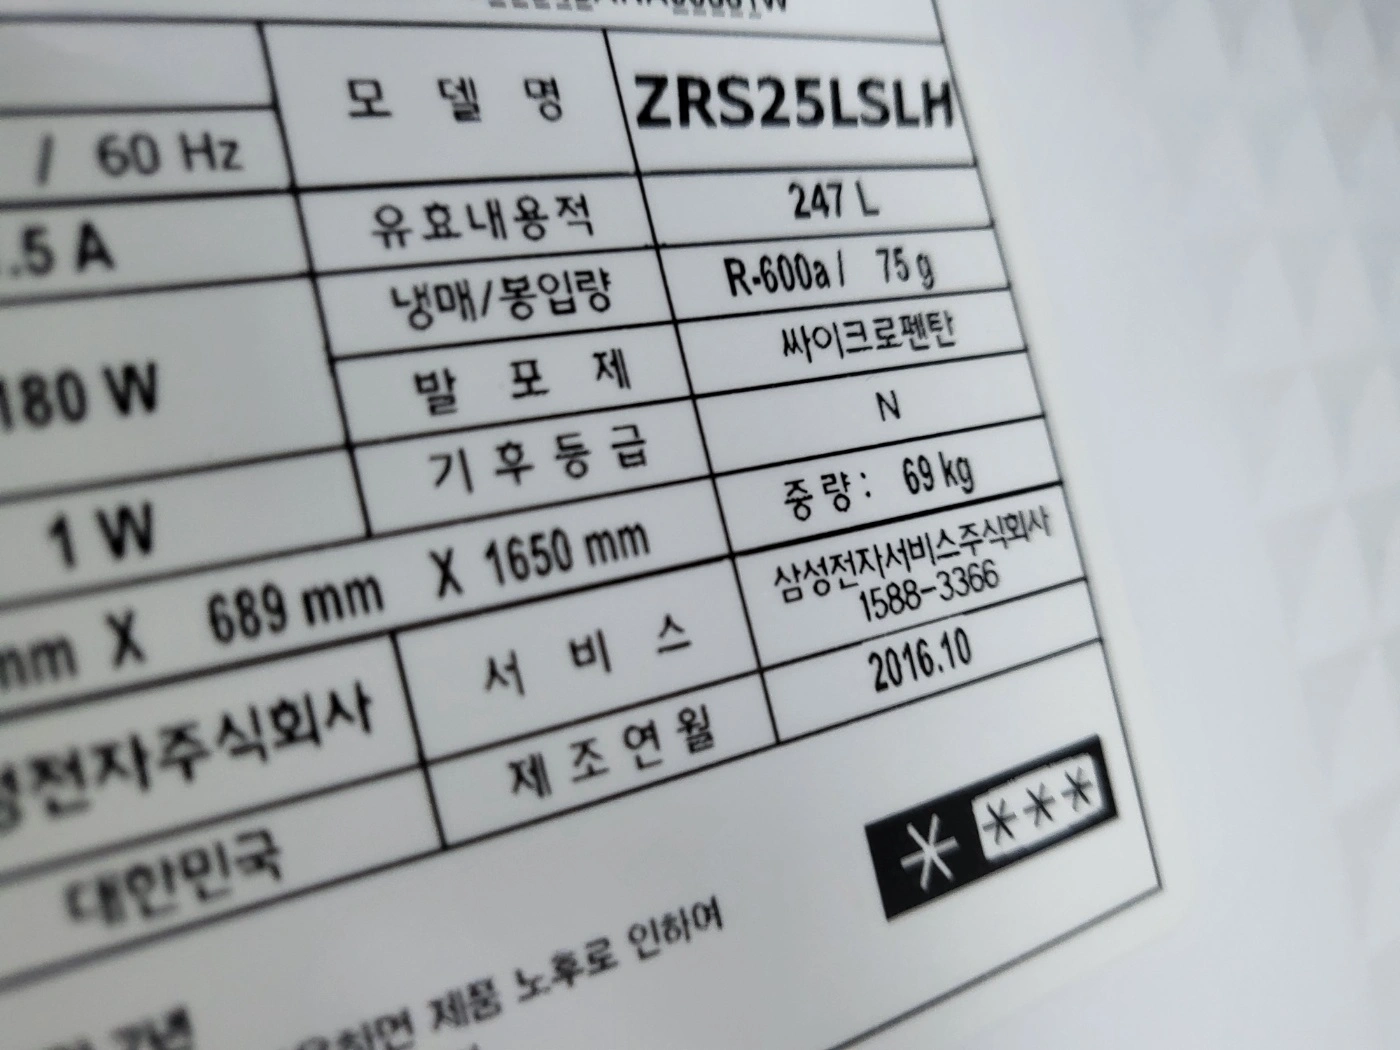 모 델 명 ZRS25LSLH
/ 60 Hz
유효내용적 247 L
.5 A
냉매/봉입량 R-600a / 75 g
발 포 제 싸이크로펜탄
180 W
기후등급 N
1 W
mm X 689 mm X 1650 mm 중량 : 69 kg
서 비 스 삼성전자서비스주식회사
1588-3366
성전자주식회사
제조연월 2016.10
대한민국
제품 노후로 인하여